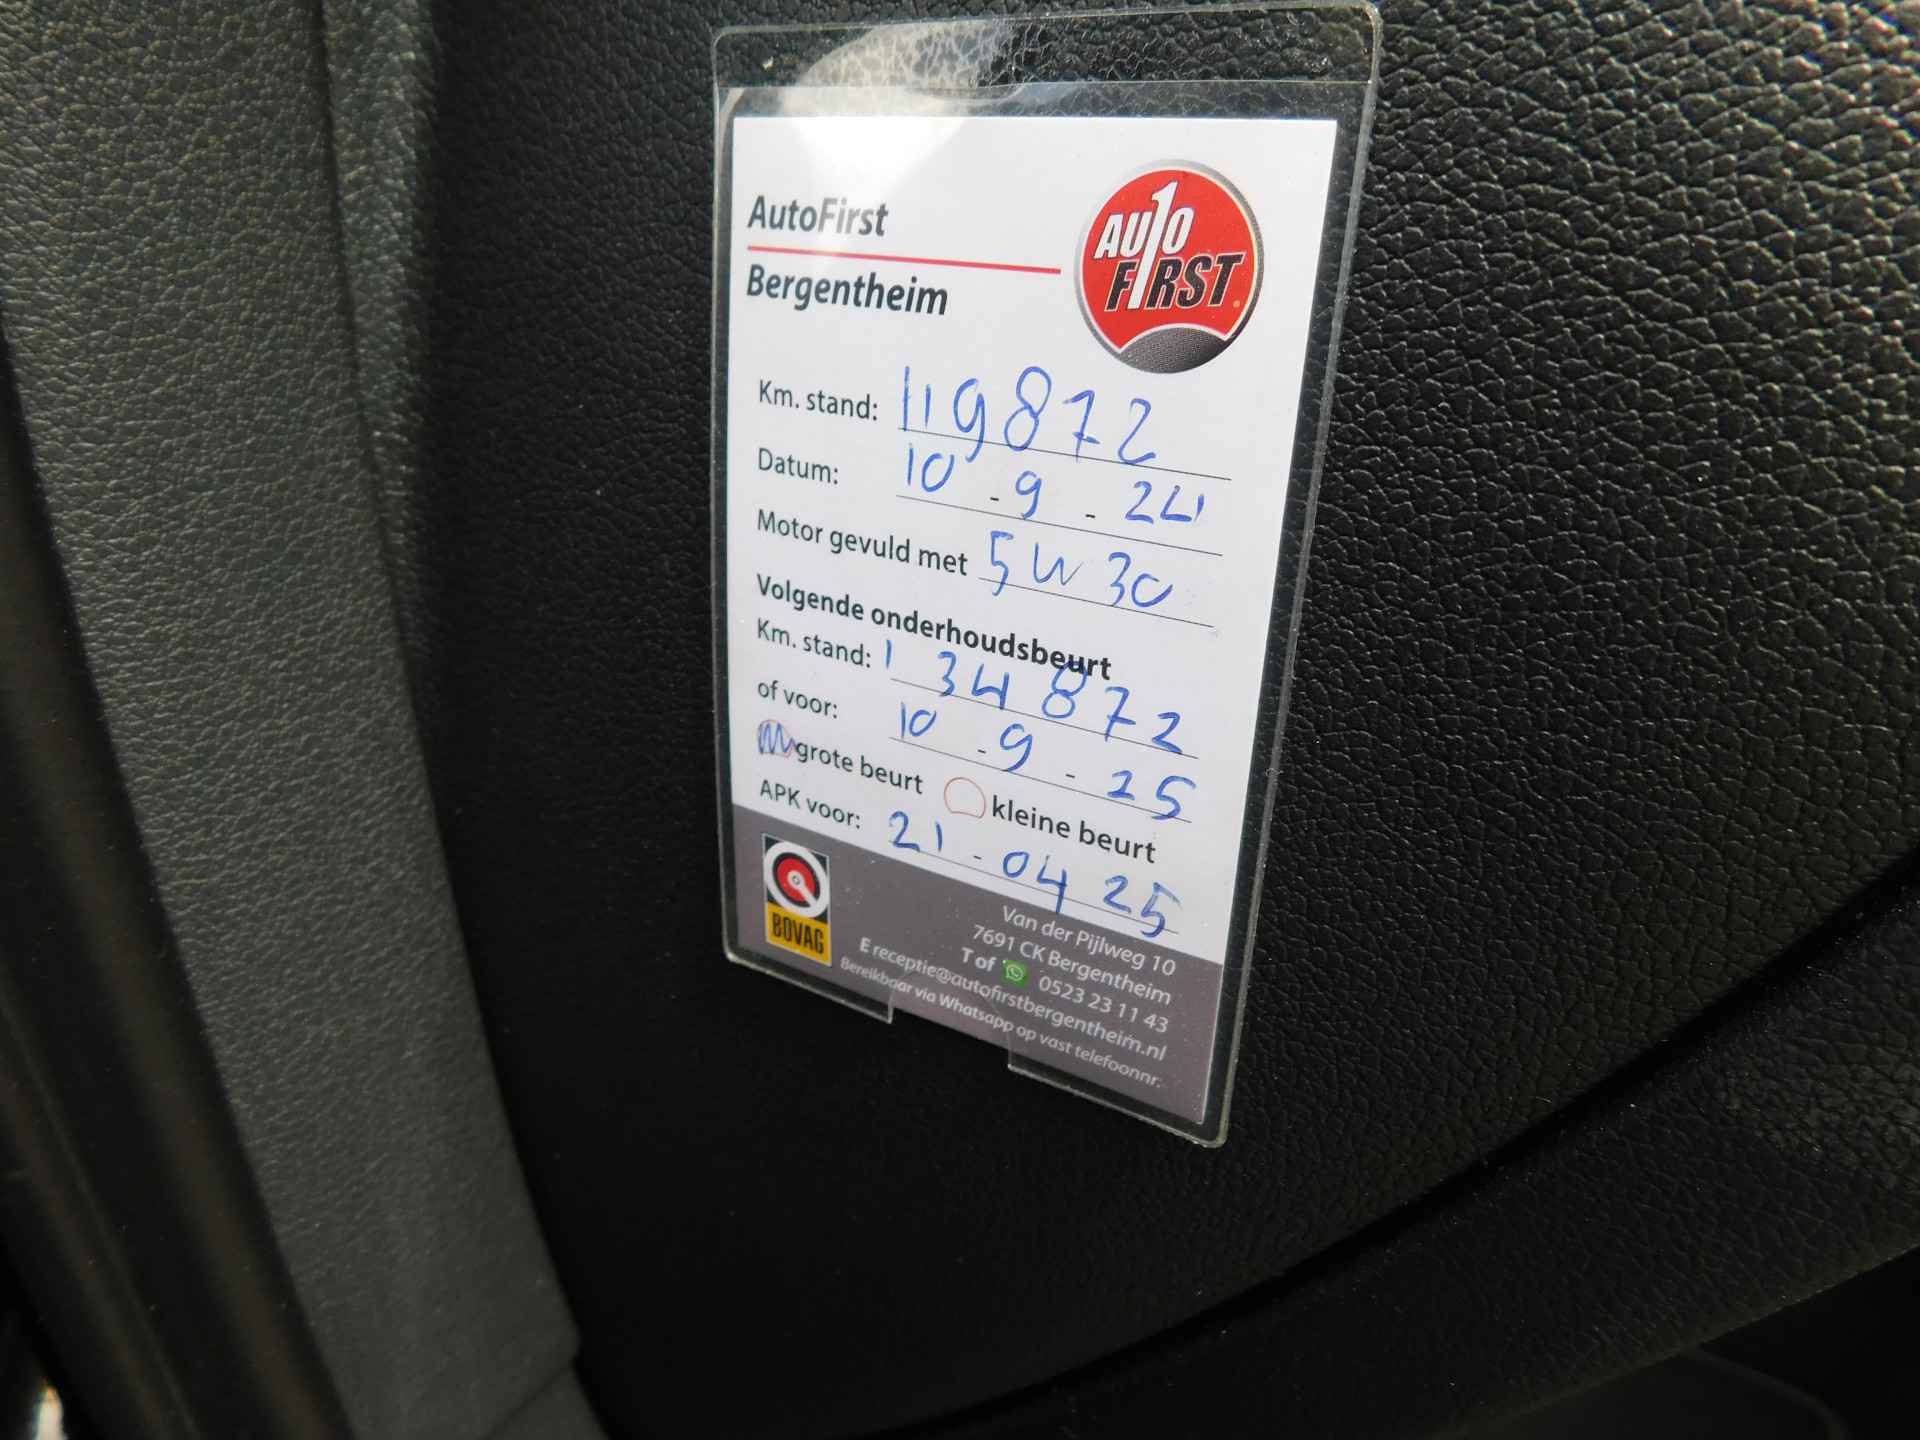 AutoFirst
Bergentheim
AUTO
FIRST
Km. stand: 119872
Datum: 10 - 9 - 24
Motor gevuld met 5W30
Volgende onderhoudsbeurt
Km. stand: 134872
of voor: 10 - 9 - 25
grote beurt kleine beurt
APK voor: 21 - 04 25
BOVAG
Van der Pijlweg 10
7691 CK Bergentheim
T of 0523 23 11 43
E receptie@autofirstbergentheim.nl
Bereikbaar via Whatsapp op vast telefoonnr.